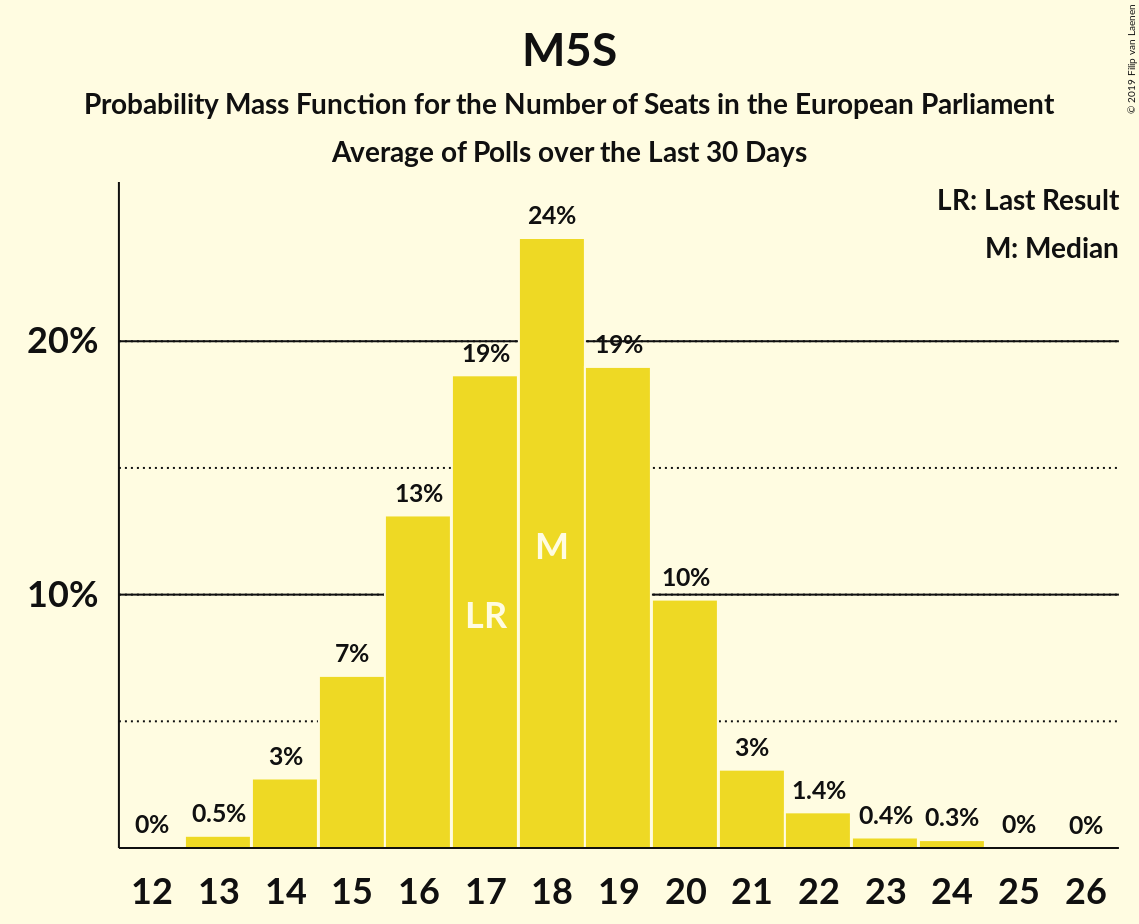 M5S
Probability Mass Function for the Number of Seats in the European Parliament
Average of Polls over the Last 30 Days
© 2019 Filip van Laenen
LR: Last Result
M: Median
20%
10%
0%
0.5%
3%
7%
13%
19%
24%
19%
10%
3%
1.4%
0.4%
0.3%
0%
0%
LR
M
12 13 14 15 16 17 18 19 20 21 22 23 24 25 26